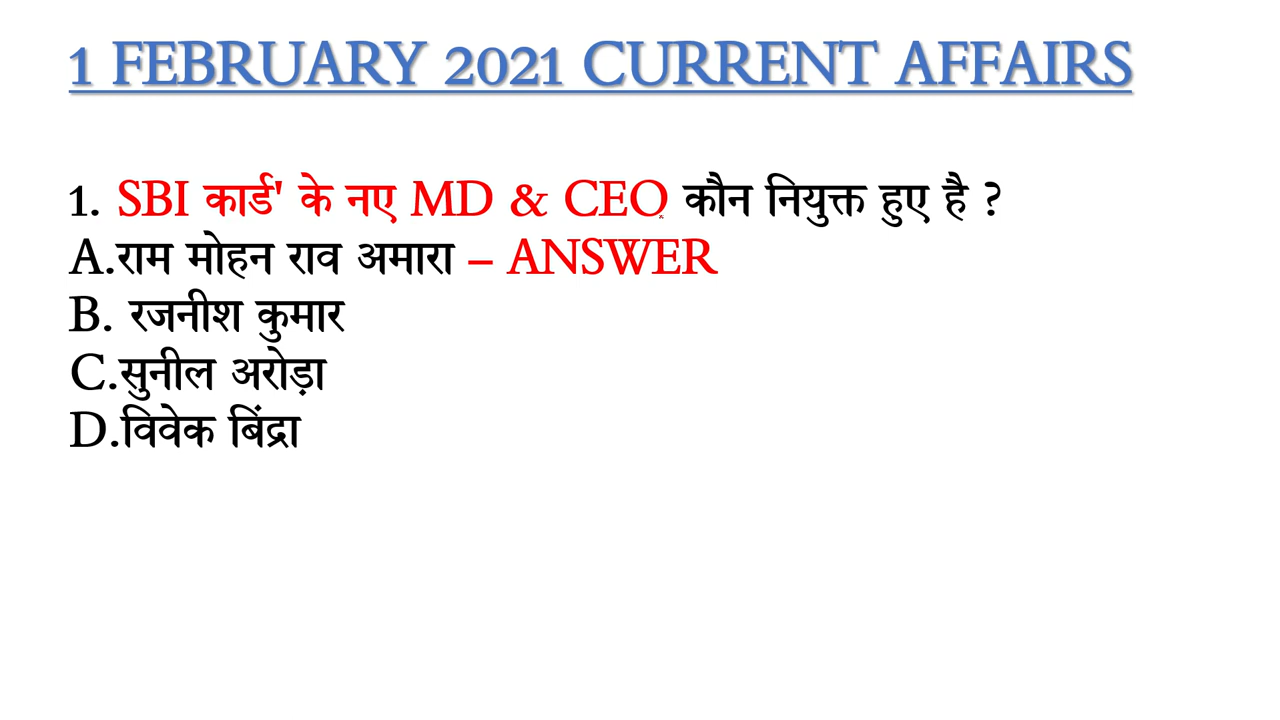 1 FEBRUARY 2021 CURRENT AFFAIRS
1. SBI कार्ड' के नए MD & CEO कौन नियुक्त हुए है ?
A.राम मोहन राव अमारा – ANSWER
B. रजनीश कुमार
C.सुनील अरोड़ा
D.विवेक बिंद्रा